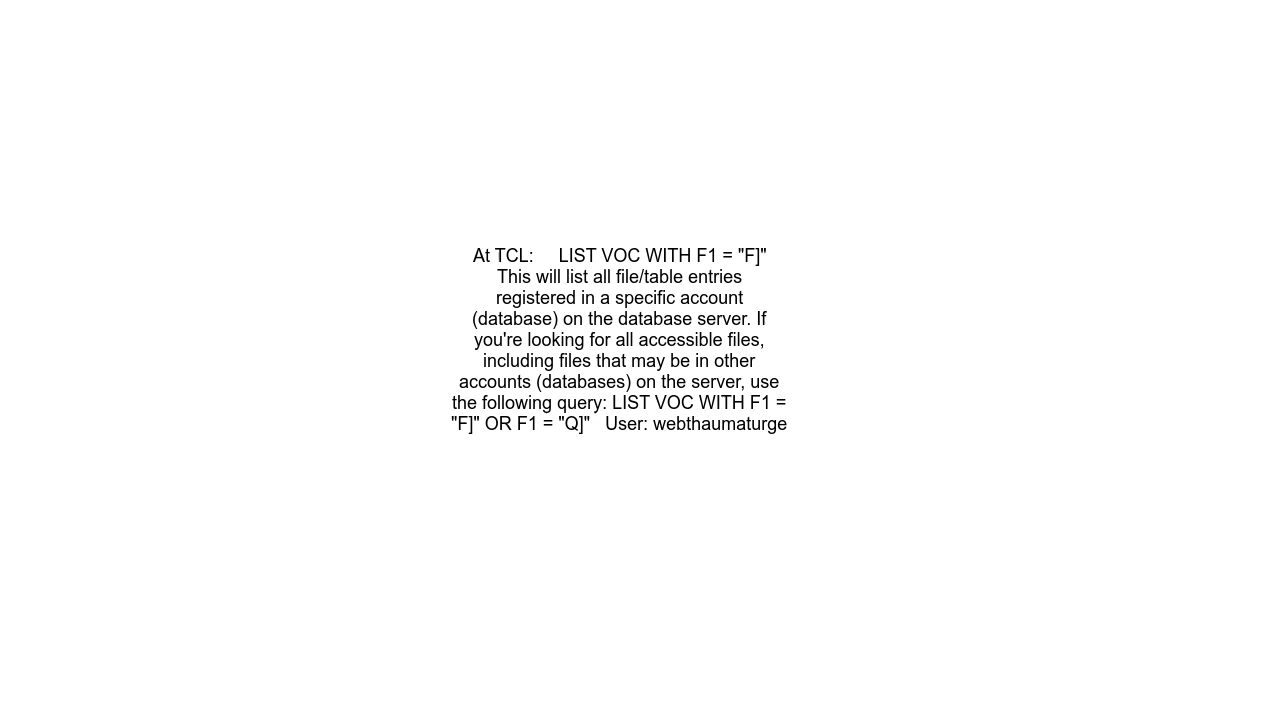 At TCL:     LIST VOC WITH F1 = "F]"
This will list all file/table entries
registered in a specific account
(database) on the database server. If
you're looking for all accessible files,
including files that may be in other
accounts (databases) on the server, use
the following query: LIST VOC WITH F1 =
"F]" OR F1 = "Q]"   User: webthaumaturge